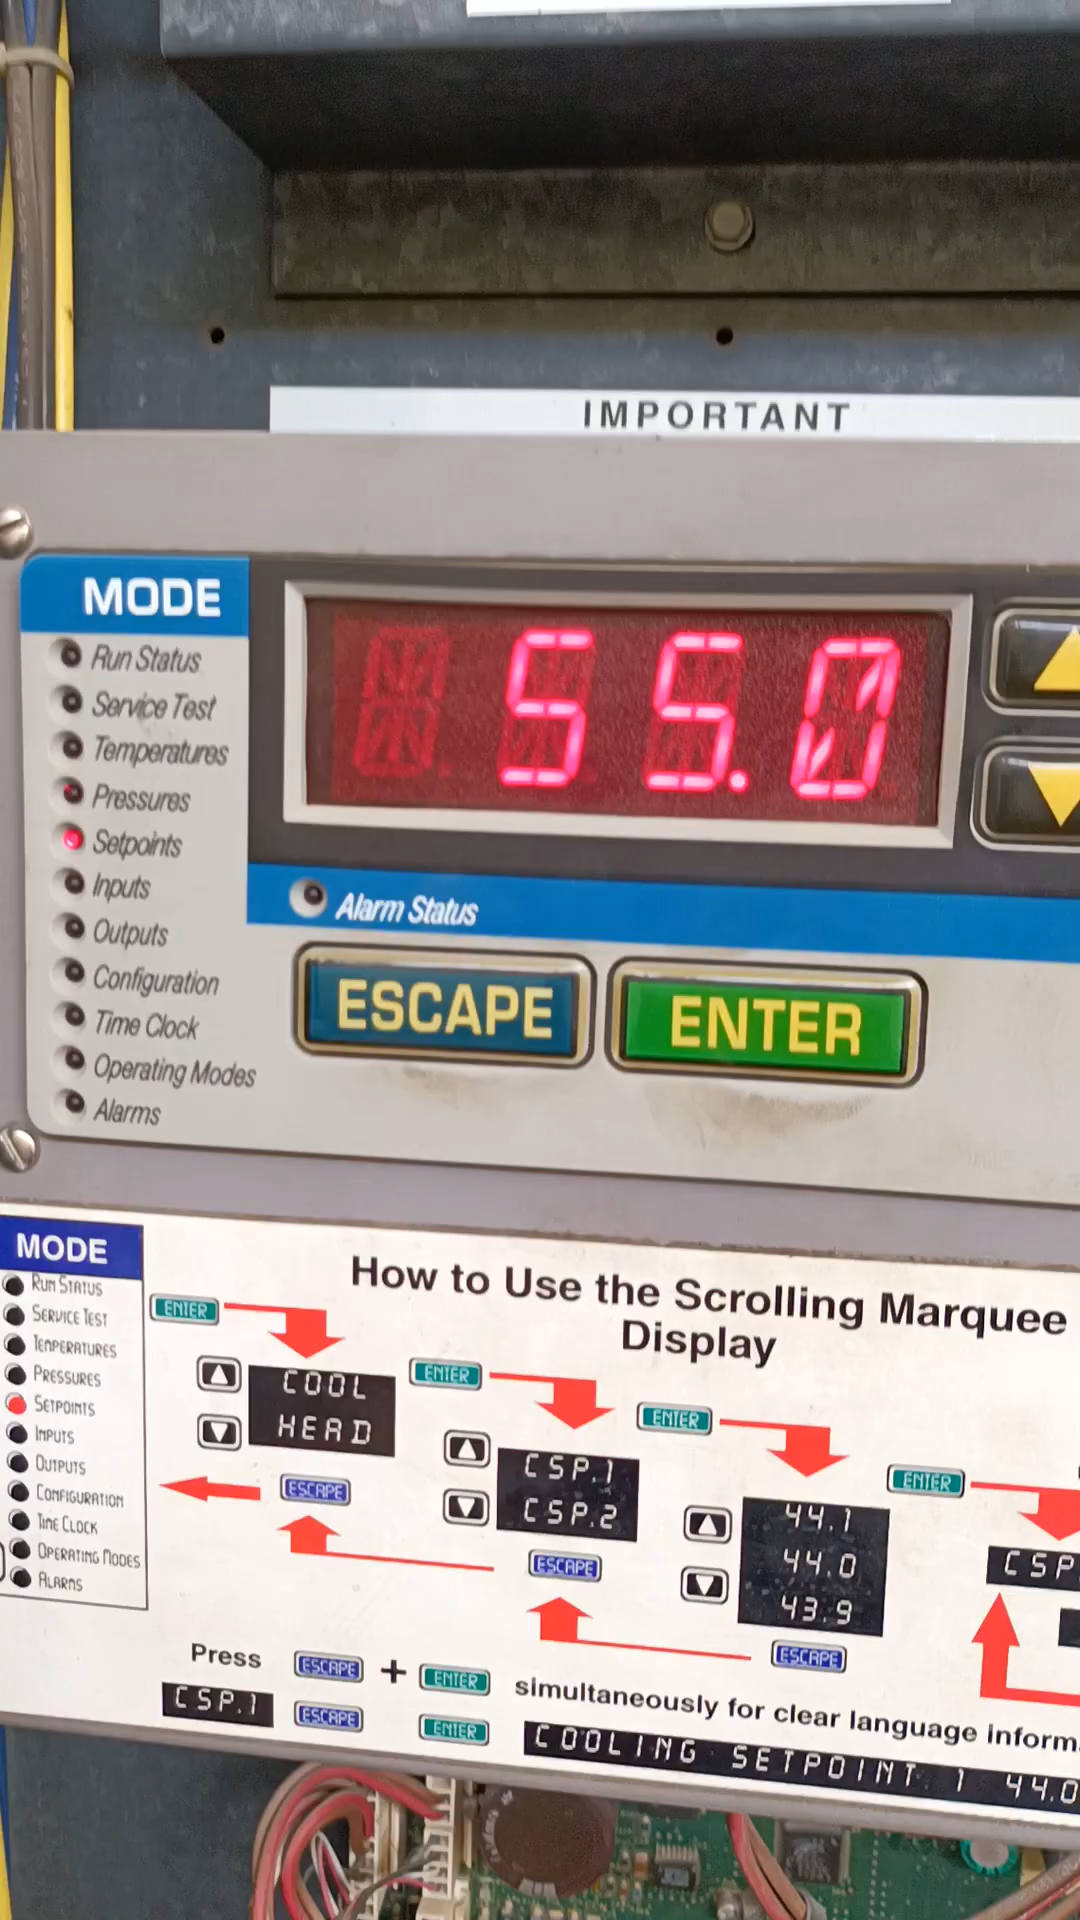 IMPORTANT
MODE
Run Status
Service Test
Temperatures
Pressures
Setpoints
Inputs
Outputs
Configuration
Time Clock
Operating Modes
Alarms
55.0
Alarm Status
ESCAPE
ENTER
MODE
RUN STATUS
SERVICE TEST
TEMPERATURES
PRESSURES
SETPOINTS
INPUTS
OUTPUTS
CONFIGURATION
TIME CLOCK
OPERATING MODES
ALARMS
How to Use the Scrolling Marquee
Display
ENTER
COOL
HEAD
ESCAPE
ENTER
CSP.1
CSP.2
ESCAPE
ENTER
44.1
44.0
43.9
ESCAPE
ENTER
CSP
Press
ESCAPE + ENTER
simultaneously for clear language inform
CSP.1
ESCAPE
ENTER
COOLING SETPOINT 1 44.0